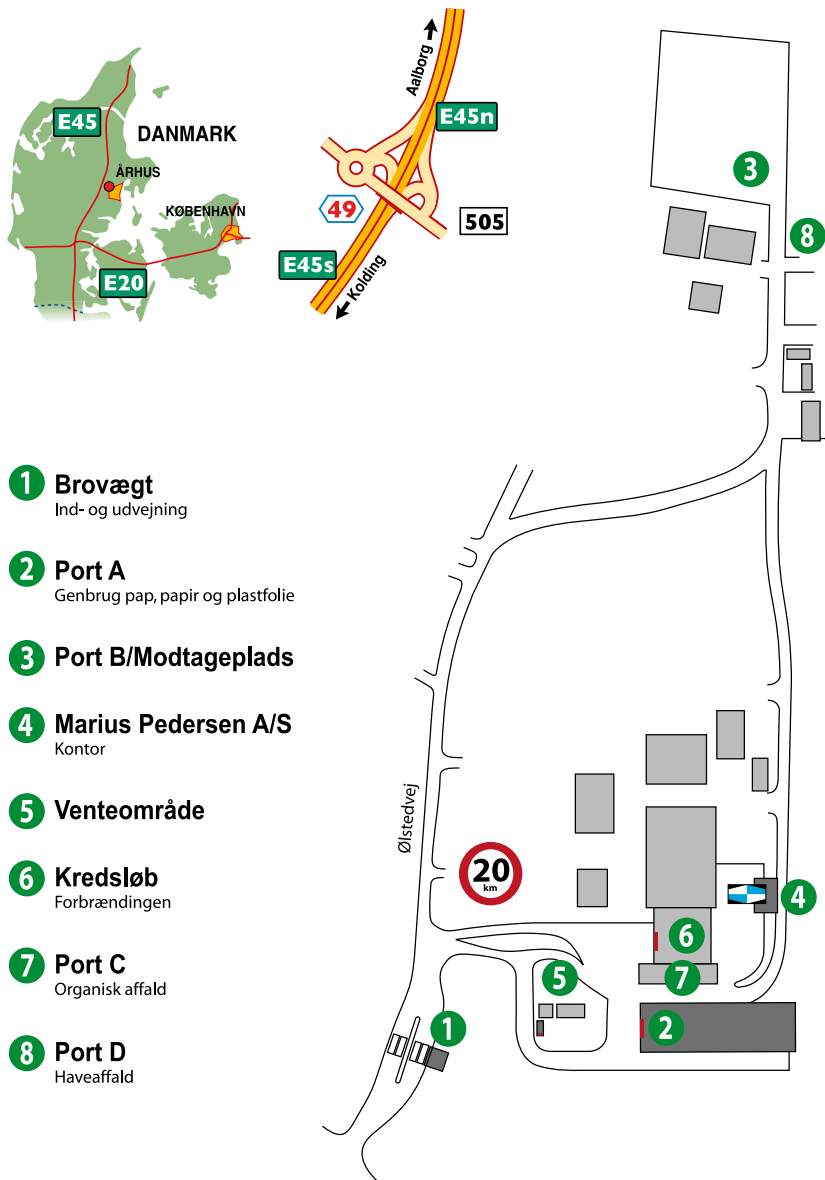 E45
DANMARK
ÅRHUS
KØBENHAVN
E20
Aalborg
E45n
49
505
E45s
Kolding
3
8
1 Brovægt
Ind- og udvejning
2 Port A
Genbrug pap, papir og plastfolie
3 Port B/Modtageplads
4 Marius Pedersen A/S
Kontor
5 Venteområde
6 Kredsløb
Forbrændingen
7 Port C
Organisk affald
8 Port D
Haveaffald
Ølstedvej
20
km
4
6
5
7
1
2